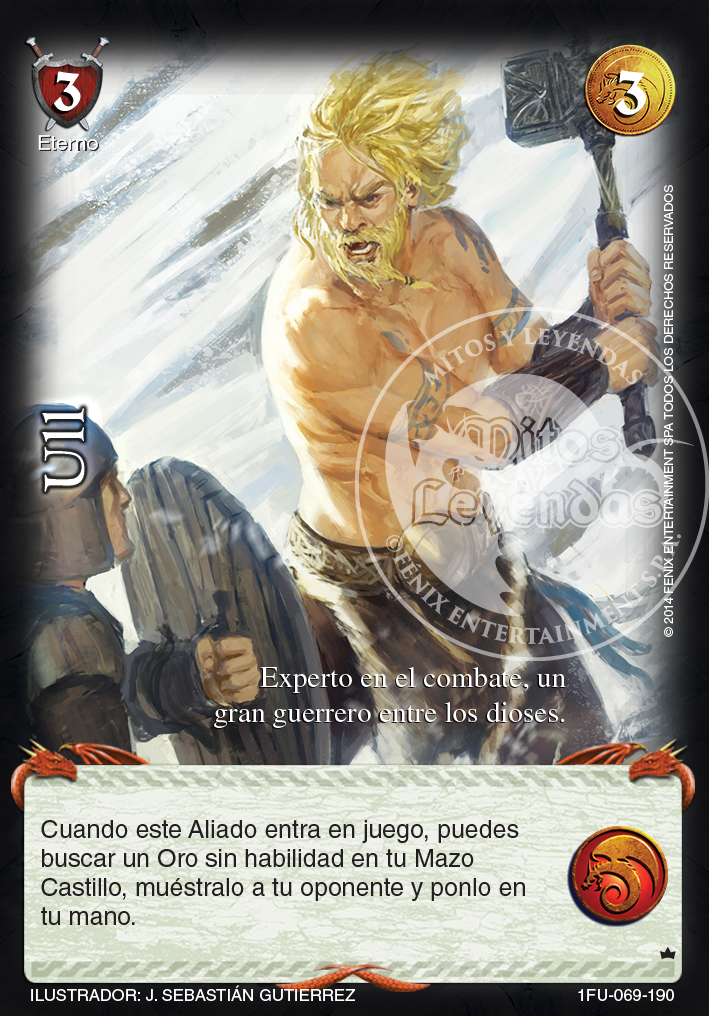 3
3
Eterno
Ull
© 2014 FENIX ENTERTAINMENT SPA TODOS LOS DERECHOS RESERVADOS
MITOS Y LEYENDAS
Mitos
Leyendas
© FENIX ENTERTAINMENT S.P.A.
Experto en el combate, un
gran guerrero entre los dioses.
Cuando este Aliado entra en juego, puedes
buscar un Oro sin habilidad en tu Mazo
Castillo, muéstralo a tu oponente y ponlo en
tu mano.
ILUSTRADOR: J. SEBASTIÁN GUTIERREZ
1FU-069-190